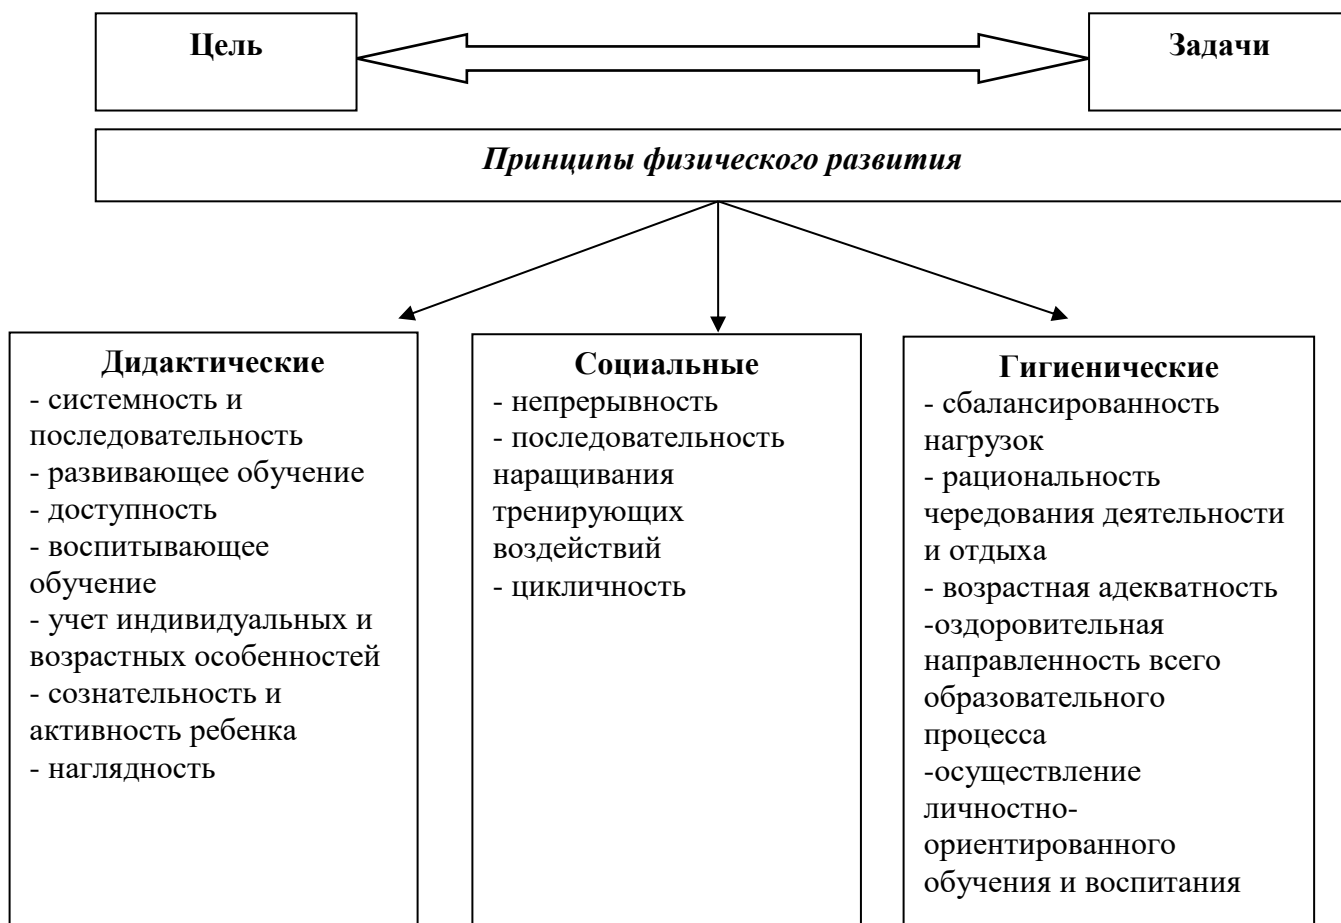 Цель
Задачи
Принципы физического развития
Дидактические
- системность и
последовательность
- развивающее обучение
- доступность
- воспитывающее
обучение
- учет индивидуальных и
возрастных особенностей
- сознательность и
активность ребенка
- наглядность
Социальные
- непрерывность
- последовательность
наращивания
тренирующих
воздействий
- цикличность
Гигиенические
- сбалансированность
нагрузок
- рациональность
чередования деятельности
и отдыха
- возрастная адекватность
-оздоровительная
направленность всего
образовательного
процесса
-осуществление
личностно-
ориентированного
обучения и воспитания